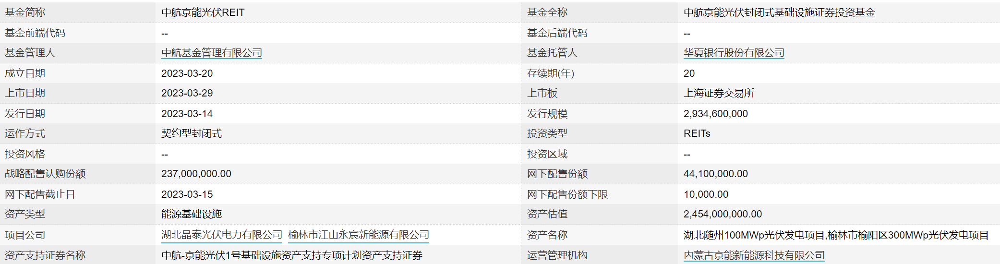 基金简称 中航京能光伏REIT 基金全称 中航京能光伏封闭式基础设施证券投资基金
基金前端代码 -- 基金后端代码 --
基金管理人 中航基金管理有限公司 基金托管人 华夏银行股份有限公司
成立日期 2023-03-20 存续期(年) 20
上市日期 2023-03-29 上市板 上海证券交易所
发行日期 2023-03-14 发行规模 2,934,600,000
运作方式 契约型封闭式 投资类型 REITs
投资风格 -- 投资区域 --
战略配售认购份额 237,000,000.00 网下配售份额 44,100,000.00
网下配售截止日 2023-03-15 网下配售份额下限 10,000.00
资产类型 能源基础设施 资产估值 2,454,000,000.00
项目公司 湖北晶泰光伏电力有限公司 榆林市江山永宸新能源有限公司 资产名称 湖北随州100MWp光伏发电项目,榆林市榆阳区300MWp光伏发电项目
资产支持证券名称 中航-京能光伏1号基础设施资产支持专项计划资产支持证券 运营管理机构 内蒙古京能新能源科技有限公司